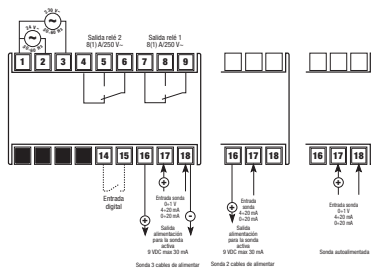 230 V~
50-60 Hz
24 V~
50-60 Hz
Salida relé 2
8(1) A/250 V~
Salida relé 1
8(1) A/250 V~
1 2 3 4 5 6 7 8 9
14 15 16 17 18
16 17 18
16 17 18
Entrada
digital
Entrada sonda
0÷1 V
4÷20 mA
0÷20 mA
Salida
alimentación
para la sonda
activa
9 VDC max 30 mA
Sonda 3 cables de alimentar
Entrada
sonda
4÷20 mA
0÷20 mA
Salida
alimentación
para la sonda
activa
9 VDC max 30 mA
Sonda 2 cables de alimentar
Entrada sonda
0÷1 V
4÷20 mA
0÷20 mA
Sonda autoalimentada